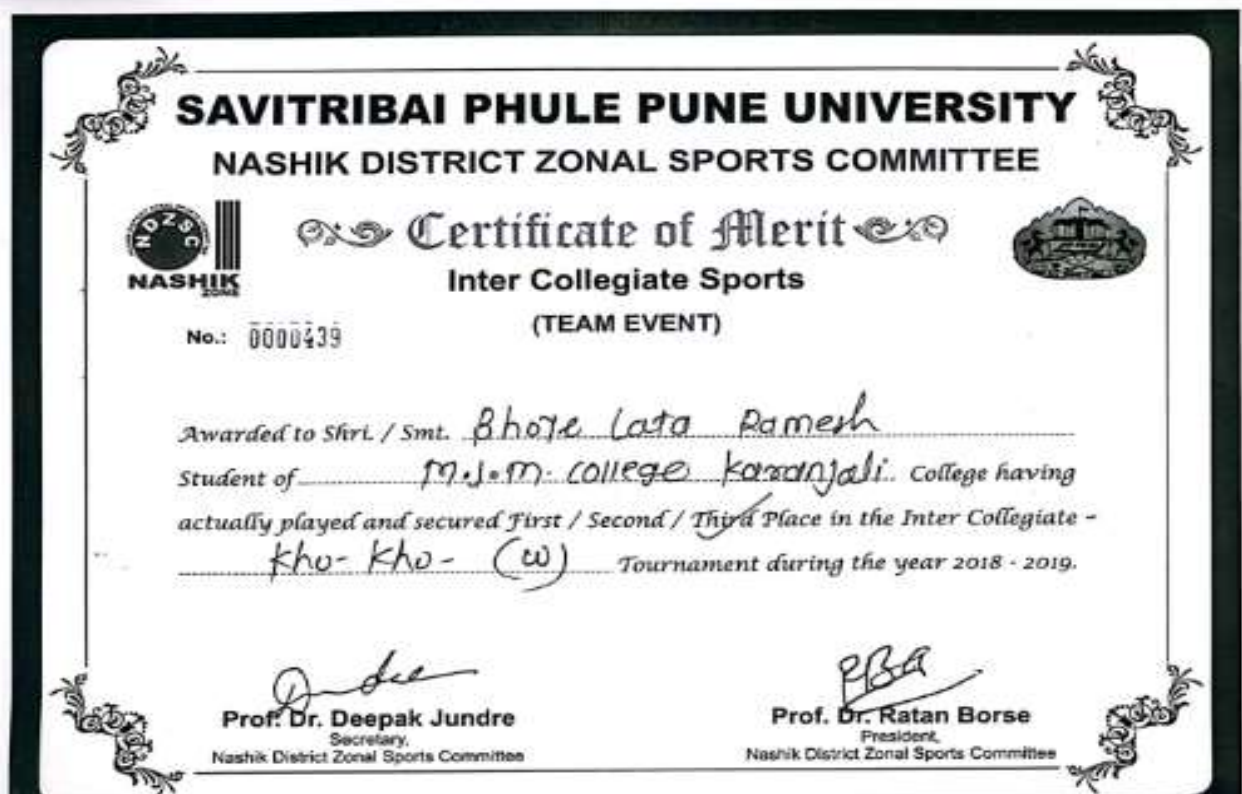 SAVITRIBAI PHULE PUNE UNIVERSITY
NASHIK DISTRICT ZONAL SPORTS COMMITTEE
NDZSC
NASHIK
ZONE
Certificate of Merit
Inter Collegiate Sports
(TEAM EVENT)
No.: 0000439
Awarded to Shri. / Smt. Bhoye Lata Ramesh
Student of M.J.M. College Karanjali. College having
actually played and secured First / Second / Third Place in the Inter Collegiate -
Kho-Kho- (W) Tournament during the year 2018 - 2019.
Prof. Dr. Deepak Jundre
Secretary,
Nashik District Zonal Sports Committee
Prof. Dr. Ratan Borse
President,
Nashik District Zonal Sports Committee